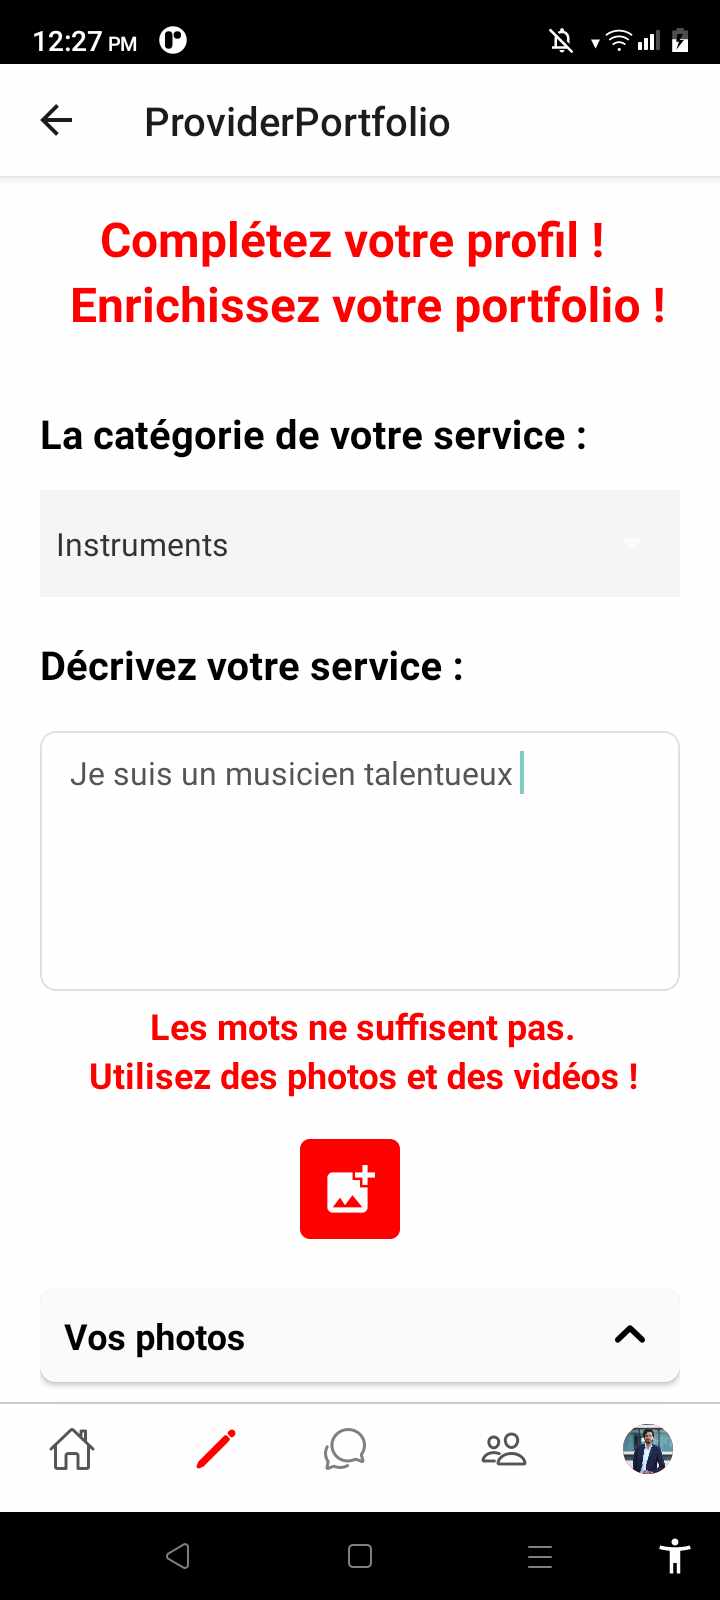 12:27 PM
ProviderPortfolio
Complétez votre profil !
Enrichissez votre portfolio !
La catégorie de votre service :
Instruments
Décrivez votre service :
Je suis un musicien talentueux
Les mots ne suffisent pas.
Utilisez des photos et des vidéos !
Vos photos